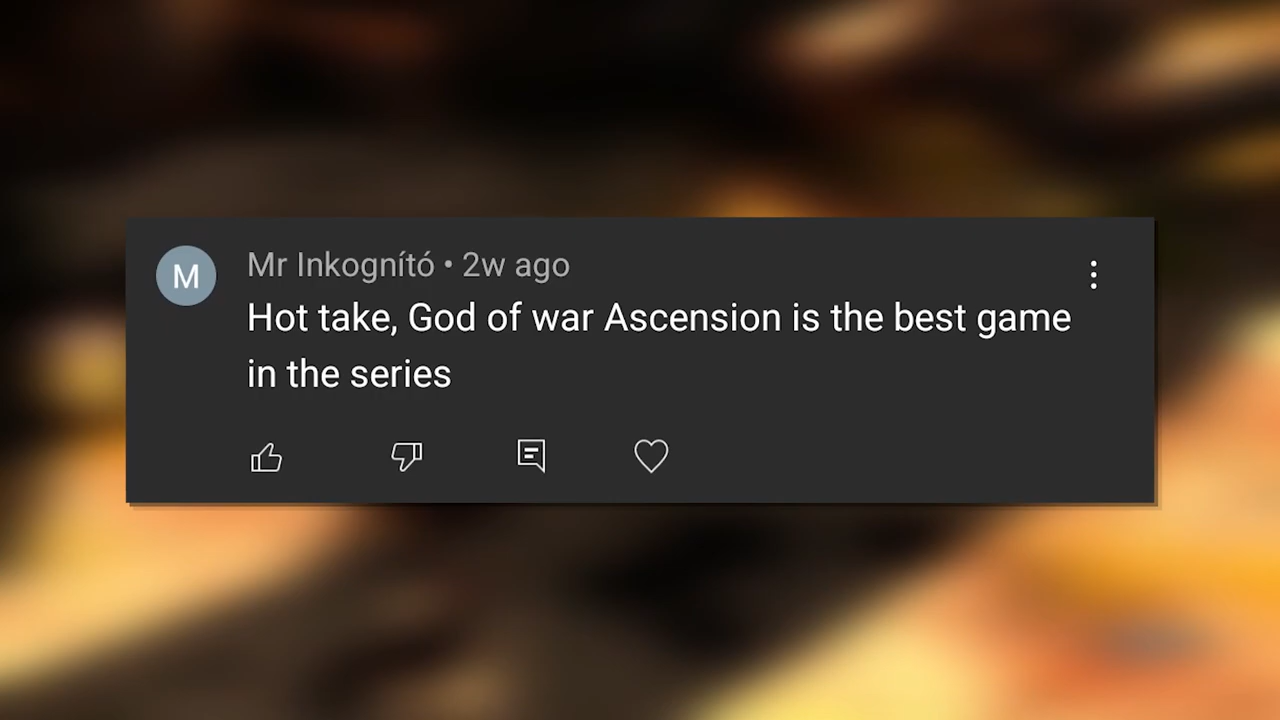 M
Mr Inkognító • 2w ago
Hot take, God of war Ascension is the best game
in the series